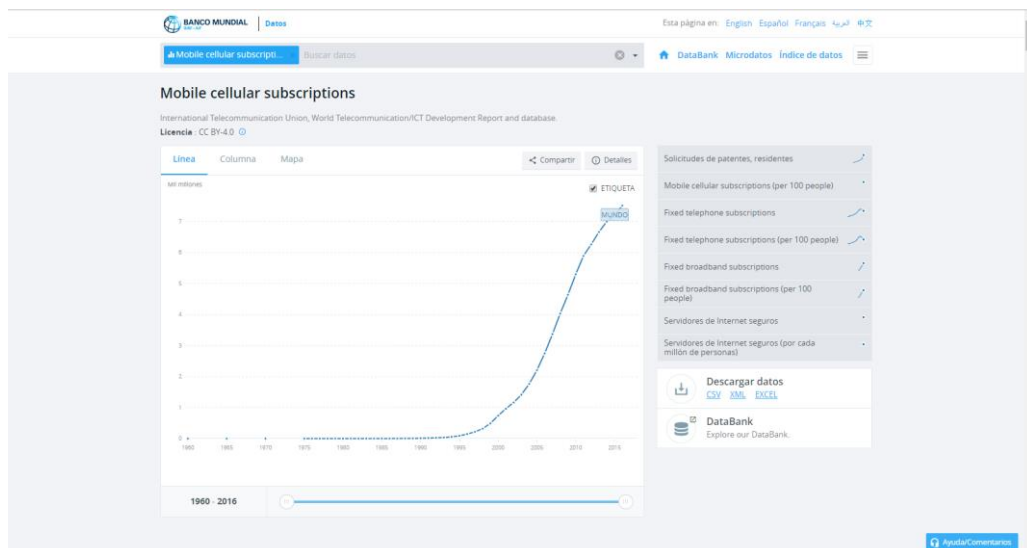 BANCO MUNDIAL
Datos
Esta página en: English Español Français العربية 中文
Mobile cellular subscripti...
Buscar datos
DataBank Microdatos Índice de datos
Mobile cellular subscriptions
International Telecommunication Union, World Telecommunication/ICT Development Report and database.
Licencia : CC BY-4.0
Línea Columna Mapa
Compartir Detalles
Mil millones
ETIQUETA
MUNDO
7
6
5
4
3
2
1
0
1960 1965 1970 1975 1980 1985 1990 1995 2000 2005 2010 2015
1960 - 2016
Solicitudes de patentes, residentes
Mobile cellular subscriptions (per 100 people)
Fixed telephone subscriptions
Fixed telephone subscriptions (per 100 people)
Fixed broadband subscriptions
Fixed broadband subscriptions (per 100
people)
Servidores de Internet seguros
Servidores de Internet seguros (por cada
millón de personas)
Descargar datos
CSV XML EXCEL
DataBank
Explore our DataBank.
Ayuda/Comentarios